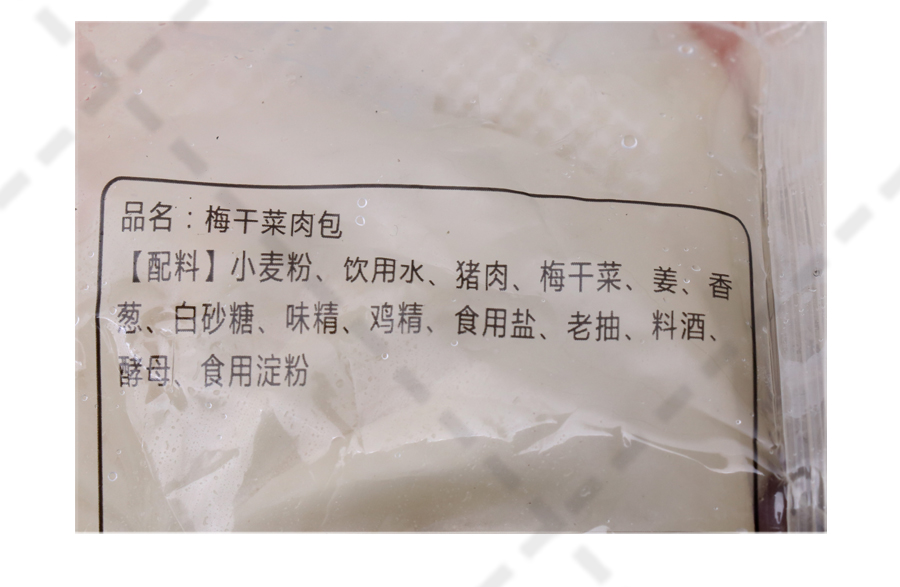 品名：梅干菜肉包
【配料】小麦粉、饮用水、猪肉、梅干菜、姜、香
葱、白砂糖、味精、鸡精、食用盐、老抽、料酒、
酵母、食用淀粉